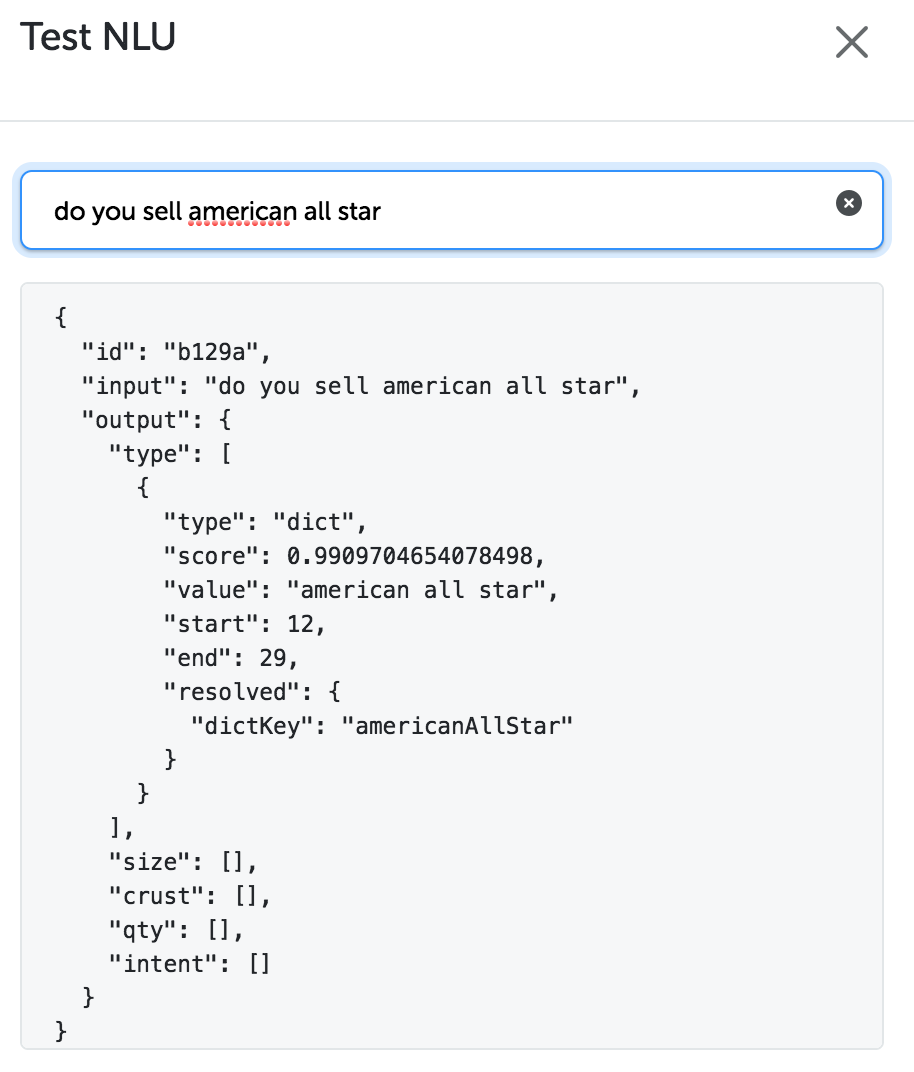 Test NLU
do you sell american all star
{
  "id": "b129a",
  "input": "do you sell american all star",
  "output": {
    "type": [
      {
        "type": "dict",
        "score": 0.9909704654078498,
        "value": "american all star",
        "start": 12,
        "end": 29,
        "resolved": {
          "dictKey": "americanAllStar"
        }
      }
    ],
    "size": [],
    "crust": [],
    "qty": [],
    "intent": []
  }
}